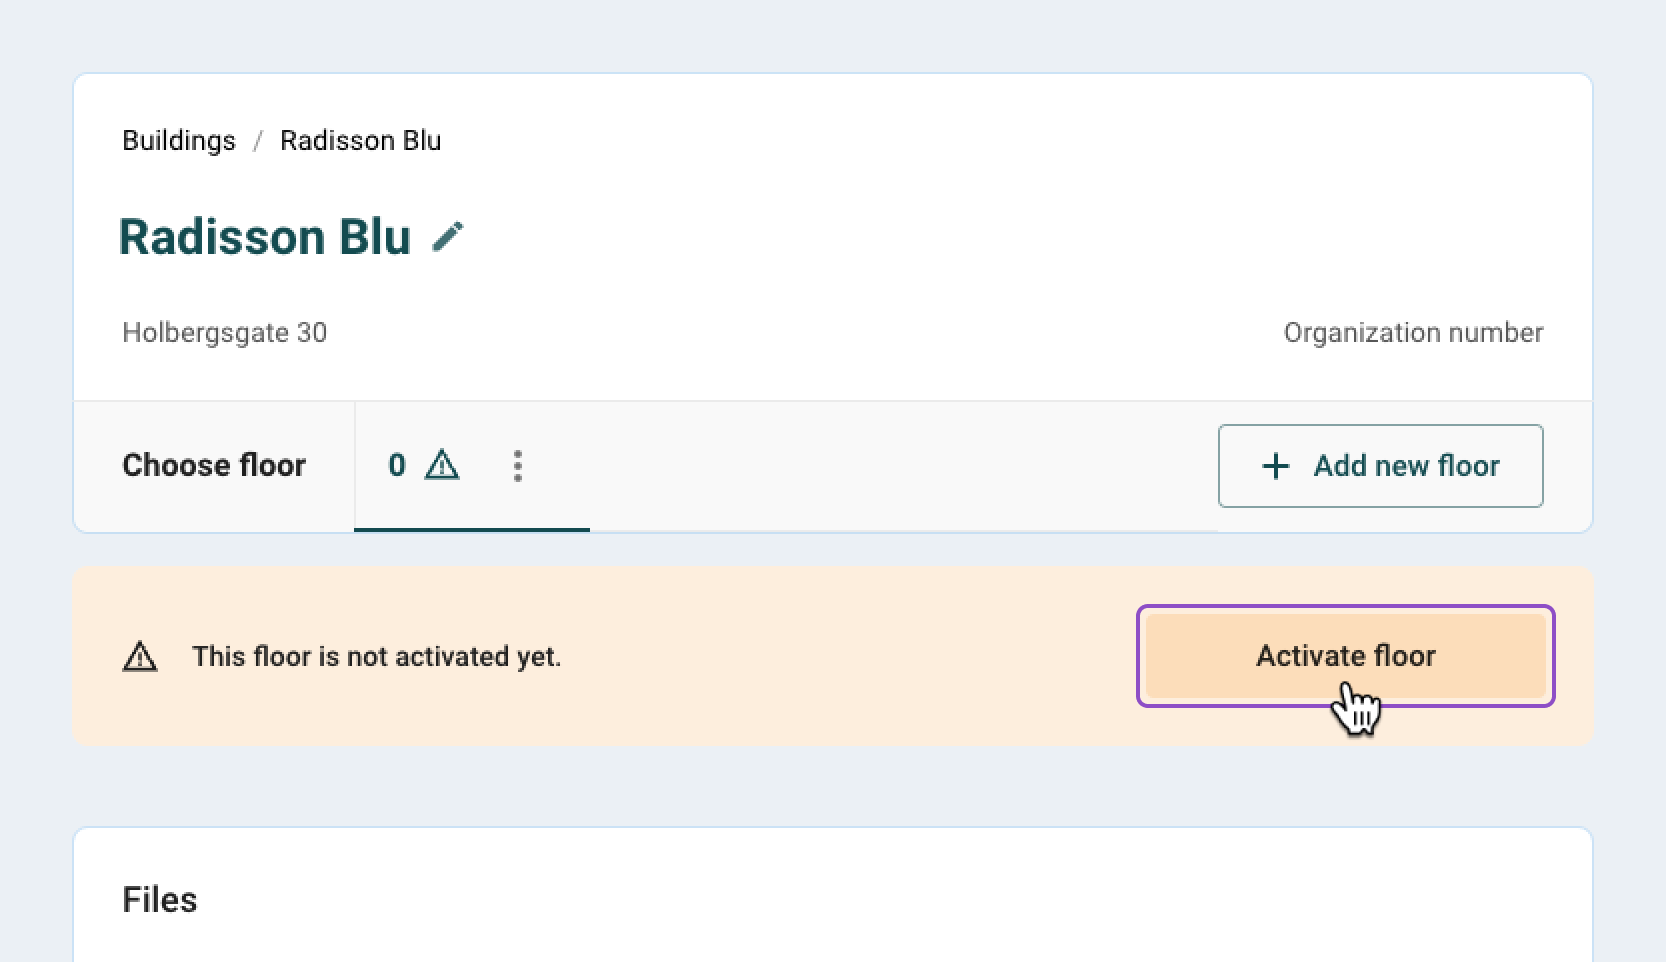 Buildings / Radisson Blu
Radisson Blu
Holbergsgate 30
Organization number
Choose floor
0
+ Add new floor
This floor is not activated yet.
Activate floor
Files